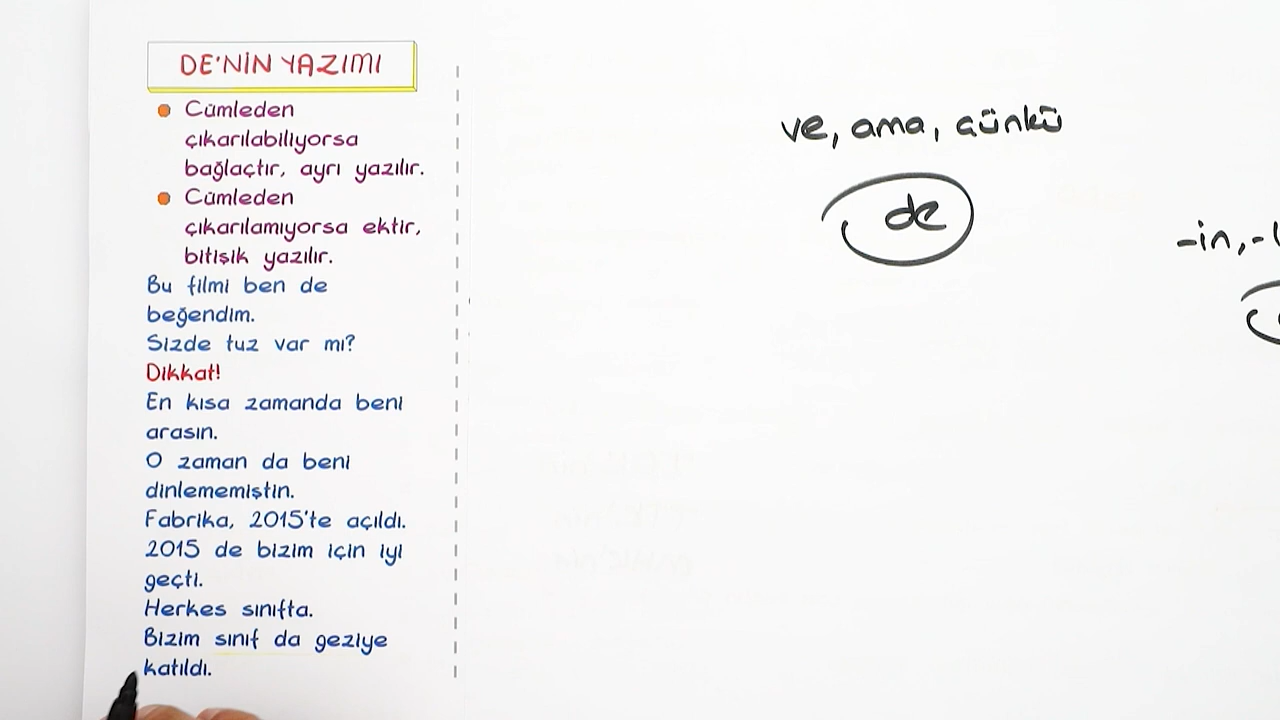 DE'NİN YAZIMI
Cümleden
çıkarılabiliyorsa
bağlaçtır, ayrı yazılır.
Cümleden
çıkarılamıyorsa ektir,
bitişik yazılır.
Bu filmi ben de
beğendim.
Sizde tuz var mı?
Dikkat!
En kısa zamanda beni
arasın.
O zaman da beni
dinlememiştin.
Fabrika, 2015'te açıldı.
2015 de bizim için iyi
geçti.
Herkes sınıfta.
Bizim sınıf da geziye
katıldı.
ve, ama, çünkü
de
-in,